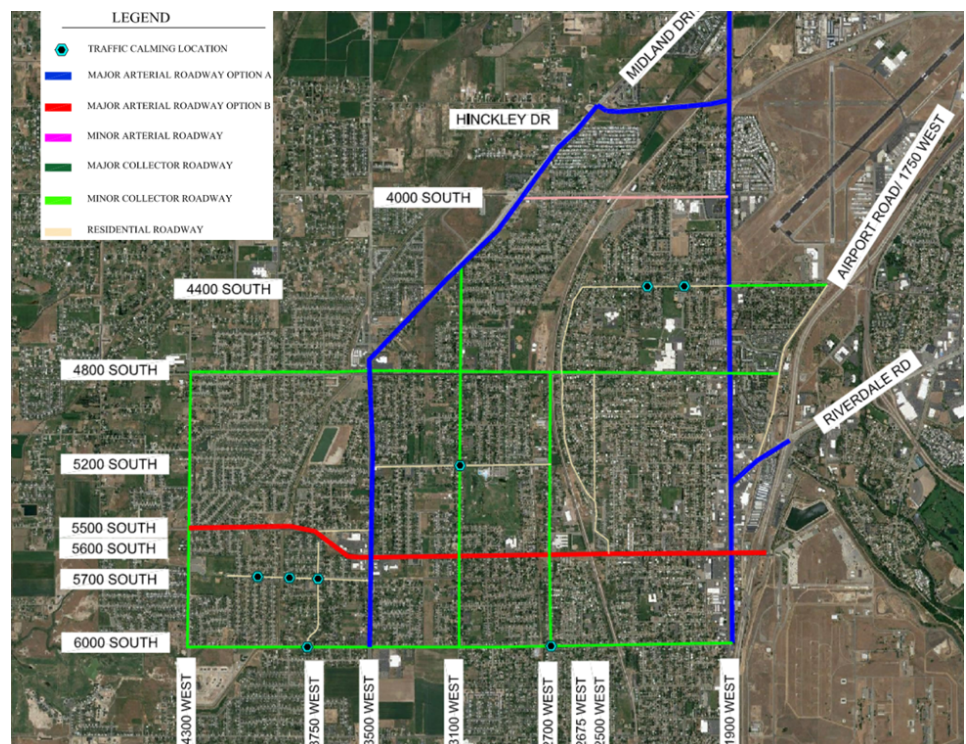 LEGEND
TRAFFIC CALMING LOCATION
MAJOR ARTERIAL ROADWAY OPTION A
MAJOR ARTERIAL ROADWAY OPTION B
MINOR ARTERIAL ROADWAY
MAJOR COLLECTOR ROADWAY
MINOR COLLECTOR ROADWAY
RESIDENTIAL ROADWAY
MIDLAND DRIV
HINCKLEY DR
4000 SOUTH
AIRPORT ROAD/ 1750 WEST
4400 SOUTH
4800 SOUTH
RIVERDALE RD
5200 SOUTH
5500 SOUTH
5600 SOUTH
5700 SOUTH
6000 SOUTH
4300 WEST
3750 WEST
3500 WEST
3100 WEST
2700 WEST
2675 WEST
2500 WEST
1900 WEST